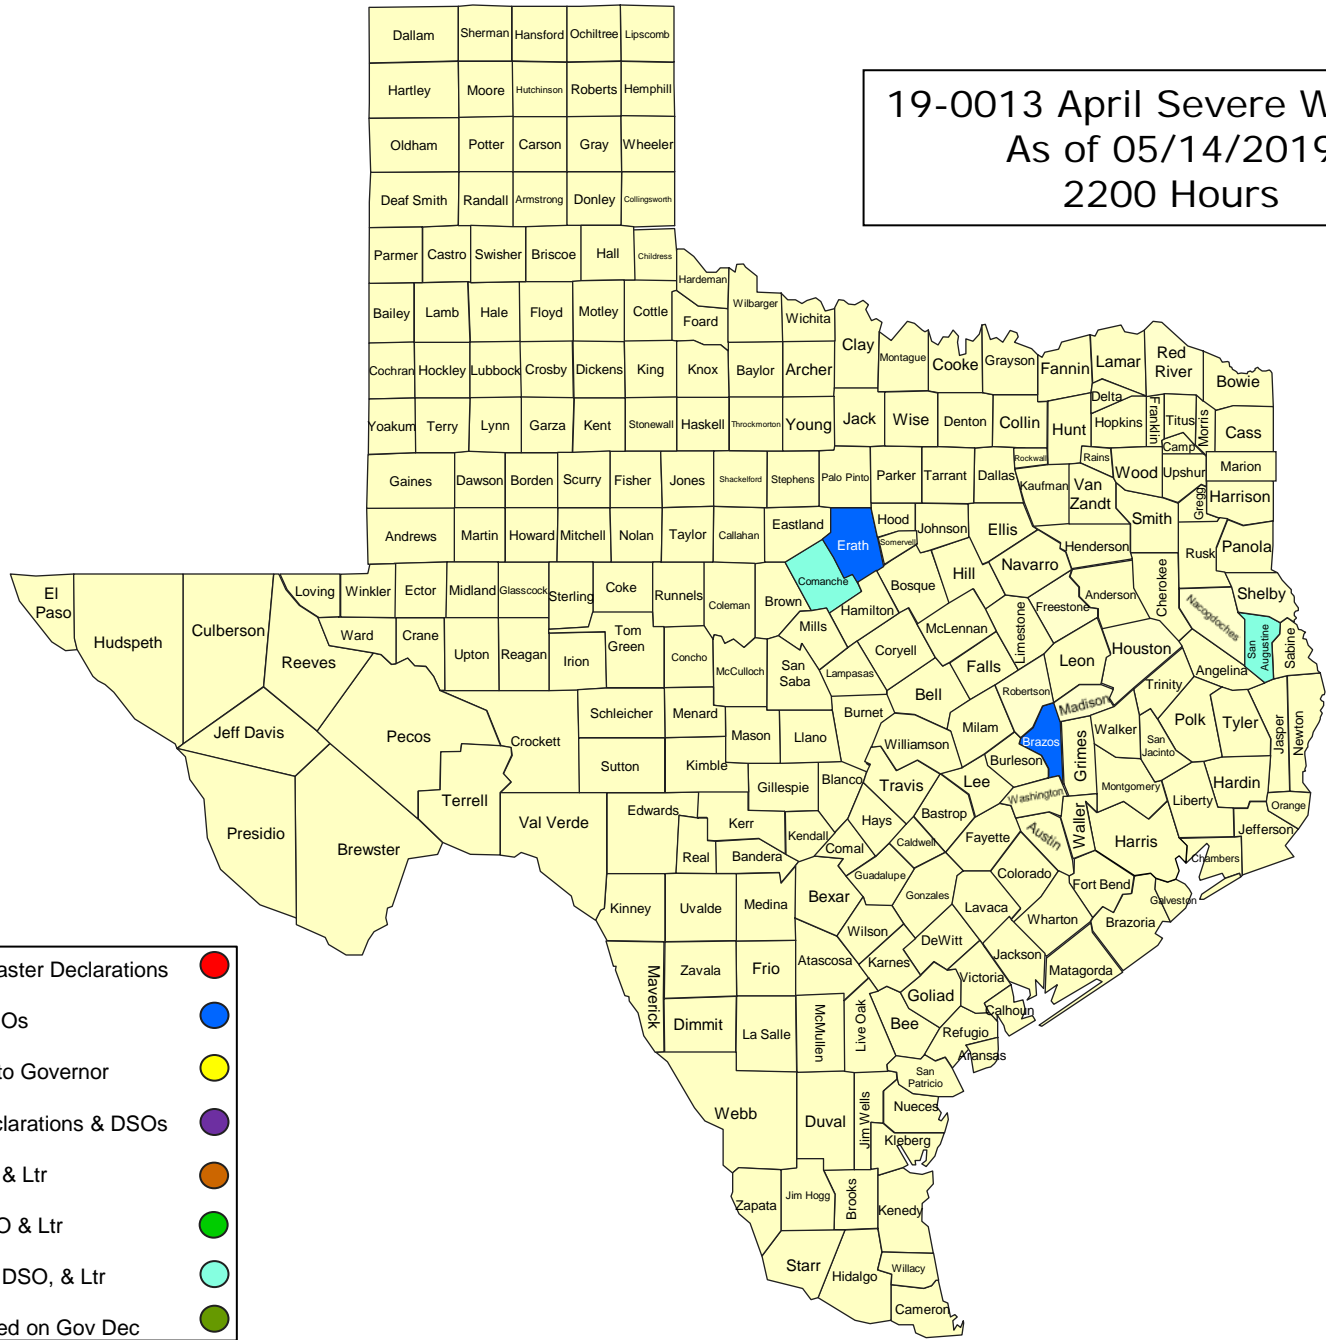 Dallam Sherman Hansford Ochiltree Lipscomb
Hartley Moore Hutchinson Roberts Hemphill
19-0013 April Severe W
As of 05/14/2019
2200 Hours
Oldham Potter Carson Gray Wheeler
Deaf Smith Randall Armstrong Donley Collingsworth
Parmer Castro Swisher Briscoe Hall Childress
Hardeman
Bailey Lamb Hale Floyd Motley Cottle Foard Wilbarger Wichita
Clay Montague Cooke Grayson Fannin Lamar Red
River
Bowie
Cochran Hockley Lubbock Crosby Dickens King Knox Baylor Archer
Delta
Yoakum Terry Lynn Garza Kent Stonewall Haskell Throckmorton Young Jack Wise Denton Collin Hunt Hopkins Franklin Titus Morris Cass
Camp
Rockwall Rains
Gaines Dawson Borden Scurry Fisher Jones Shackelford Stephens Palo Pinto Parker Tarrant Dallas Kaufman Van
Zandt
Wood Upshur Marion
Gregg Harrison
Andrews Martin Howard Mitchell Nolan Taylor Callahan Eastland Erath Hood Somervell Johnson Ellis Henderson Smith Rusk Panola
El
Paso
Hudspeth Culberson Loving Winkler Ector Midland Glasscock Sterling Coke Runnels Coleman Brown Comanche Hamilton Bosque Hill Navarro Freestone Anderson Cherokee Nacogdoches Shelby
Reeves Ward Crane Upton Reagan Irion Tom
Green
Concho McCulloch San
Saba
Mills Lampasas Coryell McLennan Limestone Falls Leon Houston Angelina San
Augustine
Sabine
Jeff Davis Pecos Crockett Schleicher Menard Mason Llano Burnet Bell Milam Robertson Madison Trinity Polk Tyler Jasper Newton
Terrell Sutton Kimble Gillespie Blanco Williamson Travis Lee Burleson Brazos Grimes Walker San
Jacinto
Presidio Brewster Val Verde Edwards Kerr Kendall Hays Bastrop Washington Montgomery Liberty Hardin Orange
Real Bandera Comal Caldwell Fayette Austin Waller Harris Jefferson
Chambers
Kinney Uvalde Medina Bexar Guadalupe Gonzales Lavaca Colorado Fort Bend Galveston
Wilson DeWitt Wharton Brazoria
Maverick Zavala Frio Atascosa Karnes Victoria Jackson Matagorda
Dimmit La Salle McMullen Live Oak Bee Goliad Refugio Calhoun
Aransas
San
Patricio
Webb Duval Jim Wells Nueces
Kleberg
Zapata Jim Hogg Brooks Kenedy
Starr Hidalgo Willacy
Cameron
aster Declarations
Os
to Governor
clarations & DSOs
& Ltr
O & Ltr
DSO, & Ltr
ed on Gov Dec